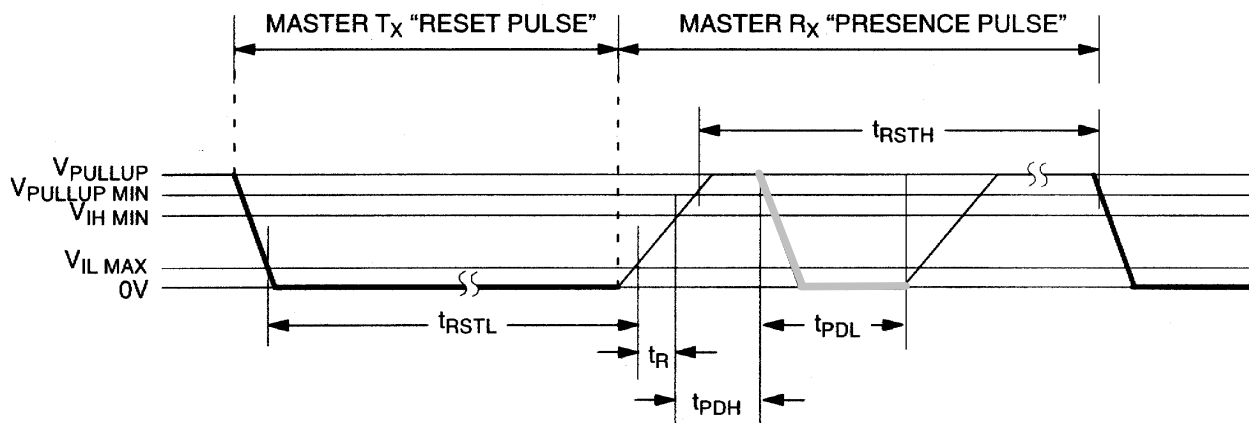 MASTER TX “RESET PULSE”
MASTER RX “PRESENCE PULSE”
tRSTH
VPULLUP
VPULLUP MIN
VIH MIN
VIL MAX
0V
tRSTL
tPDL
tR
tPDH